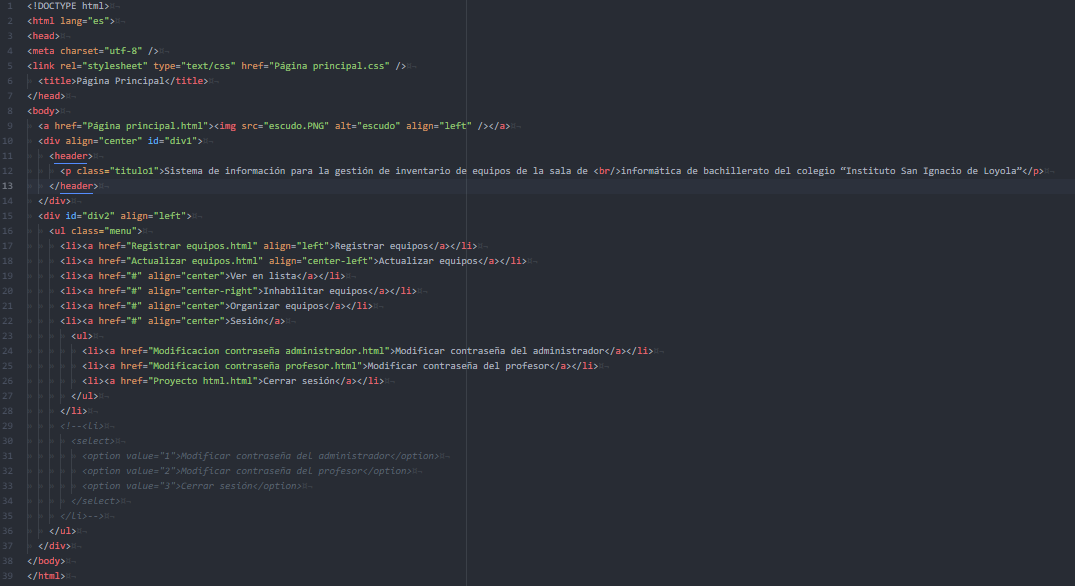 1 <!DOCTYPE html>
2 <html lang="es">
3 <head>
4 <meta charset="utf-8" />
5 <link rel="stylesheet" type="text/css" href="Página principal.css" />
6 <title>Página Principal</title>
7 </head>
8 <body>
9 <a href="Página principal.html"><img src="escudo.PNG" alt="escudo" align="left" /></a>
10 <div align="center" id="div1">
11 <header>
12 <p class="titulo1">Sistema de información para la gestión de inventario de equipos de la sala de <br/>informática de bachillerato del colegio “Instituto San Ignacio de Loyola”</p>
13 </header>
14 </div>
15 <div id="div2" align="left">
16 <ul class="menu">
17 <li><a href="Registrar equipos.html" align="left">Registrar equipos</a></li>
18 <li><a href="Actualizar equipos.html" align="center-left">Actualizar equipos</a></li>
19 <li><a href="#" align="center">Ver en lista</a></li>
20 <li><a href="#" align="center-right">Inhabilitar equipos</a></li>
21 <li><a href="#" align="center">Organizar equipos</a></li>
22 <li><a href="#" align="center">Sesión</a>
23 <ul>
24 <li><a href="Modificacion contraseña administrador.html">Modificar contraseña del administrador</a></li>
25 <li><a href="Modificacion contraseña profesor.html">Modificar contraseña del profesor</a></li>
26 <li><a href="Proyecto html.html">Cerrar sesión</a></li>
27 </ul>
28 </li>
29 <!--<li>
30 <select>
31 <option value="1">Modificar contraseña del administrador</option>
32 <option value="2">Modificar contraseña del profesor</option>
33 <option value="3">Cerrar sesión</option>
34 </select>
35 </li>-->
36 </ul>
37 </div>
38 </body>
39 </html>